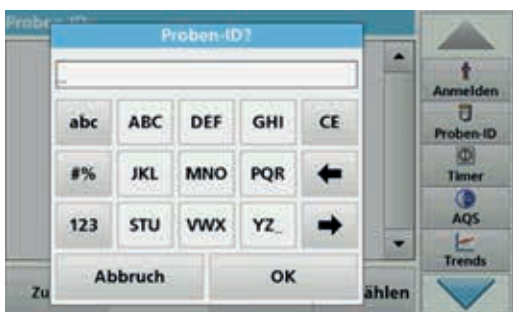 Proben-ID?
abc ABC DEF GHI CE
#% JKL MNO PQR
123 STU VWX YZ_
Abbruch OK
Zu ählen
Anmelden
Proben-ID
Timer
AQS
Trends